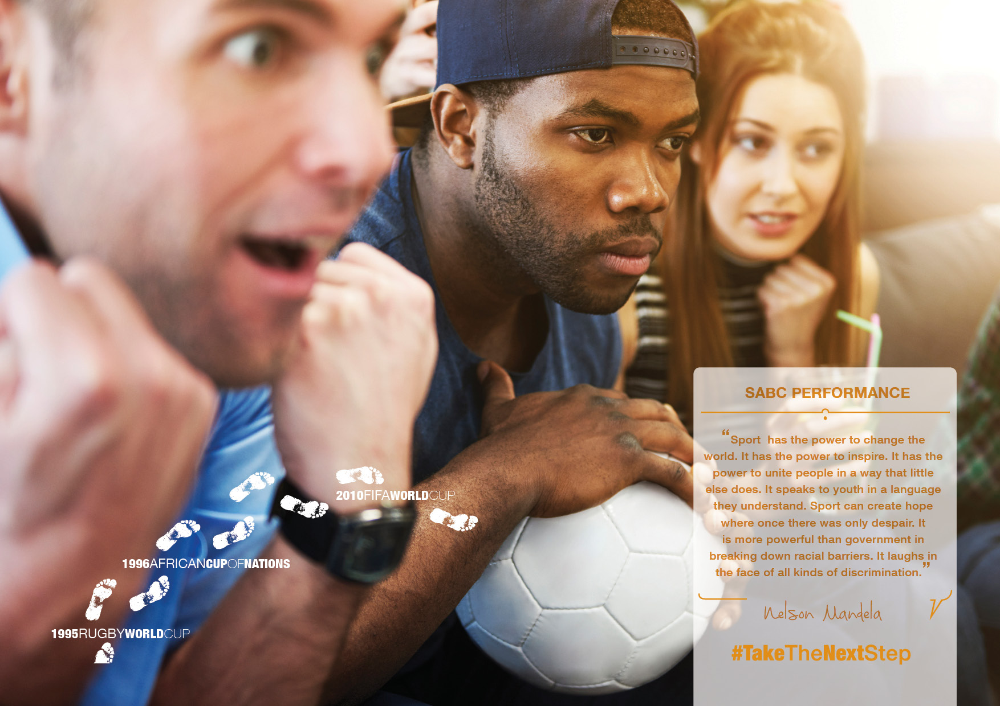 SABC PERFORMANCE
“Sport has the power to change the
world. It has the power to inspire. It has the
power to unite people in a way that little
else does. It speaks to youth in a language
they understand. Sport can create hope
where once there was only despair. It
is more powerful than government in
breaking down racial barriers. It laughs in
the face of all kinds of discrimination.”
Nelson Mandela
#TakeTheNextStep
2010FIFAWORLDCUP
1996AFRICANCUPOFNATIONS
1995RUGBYWORLDCUP